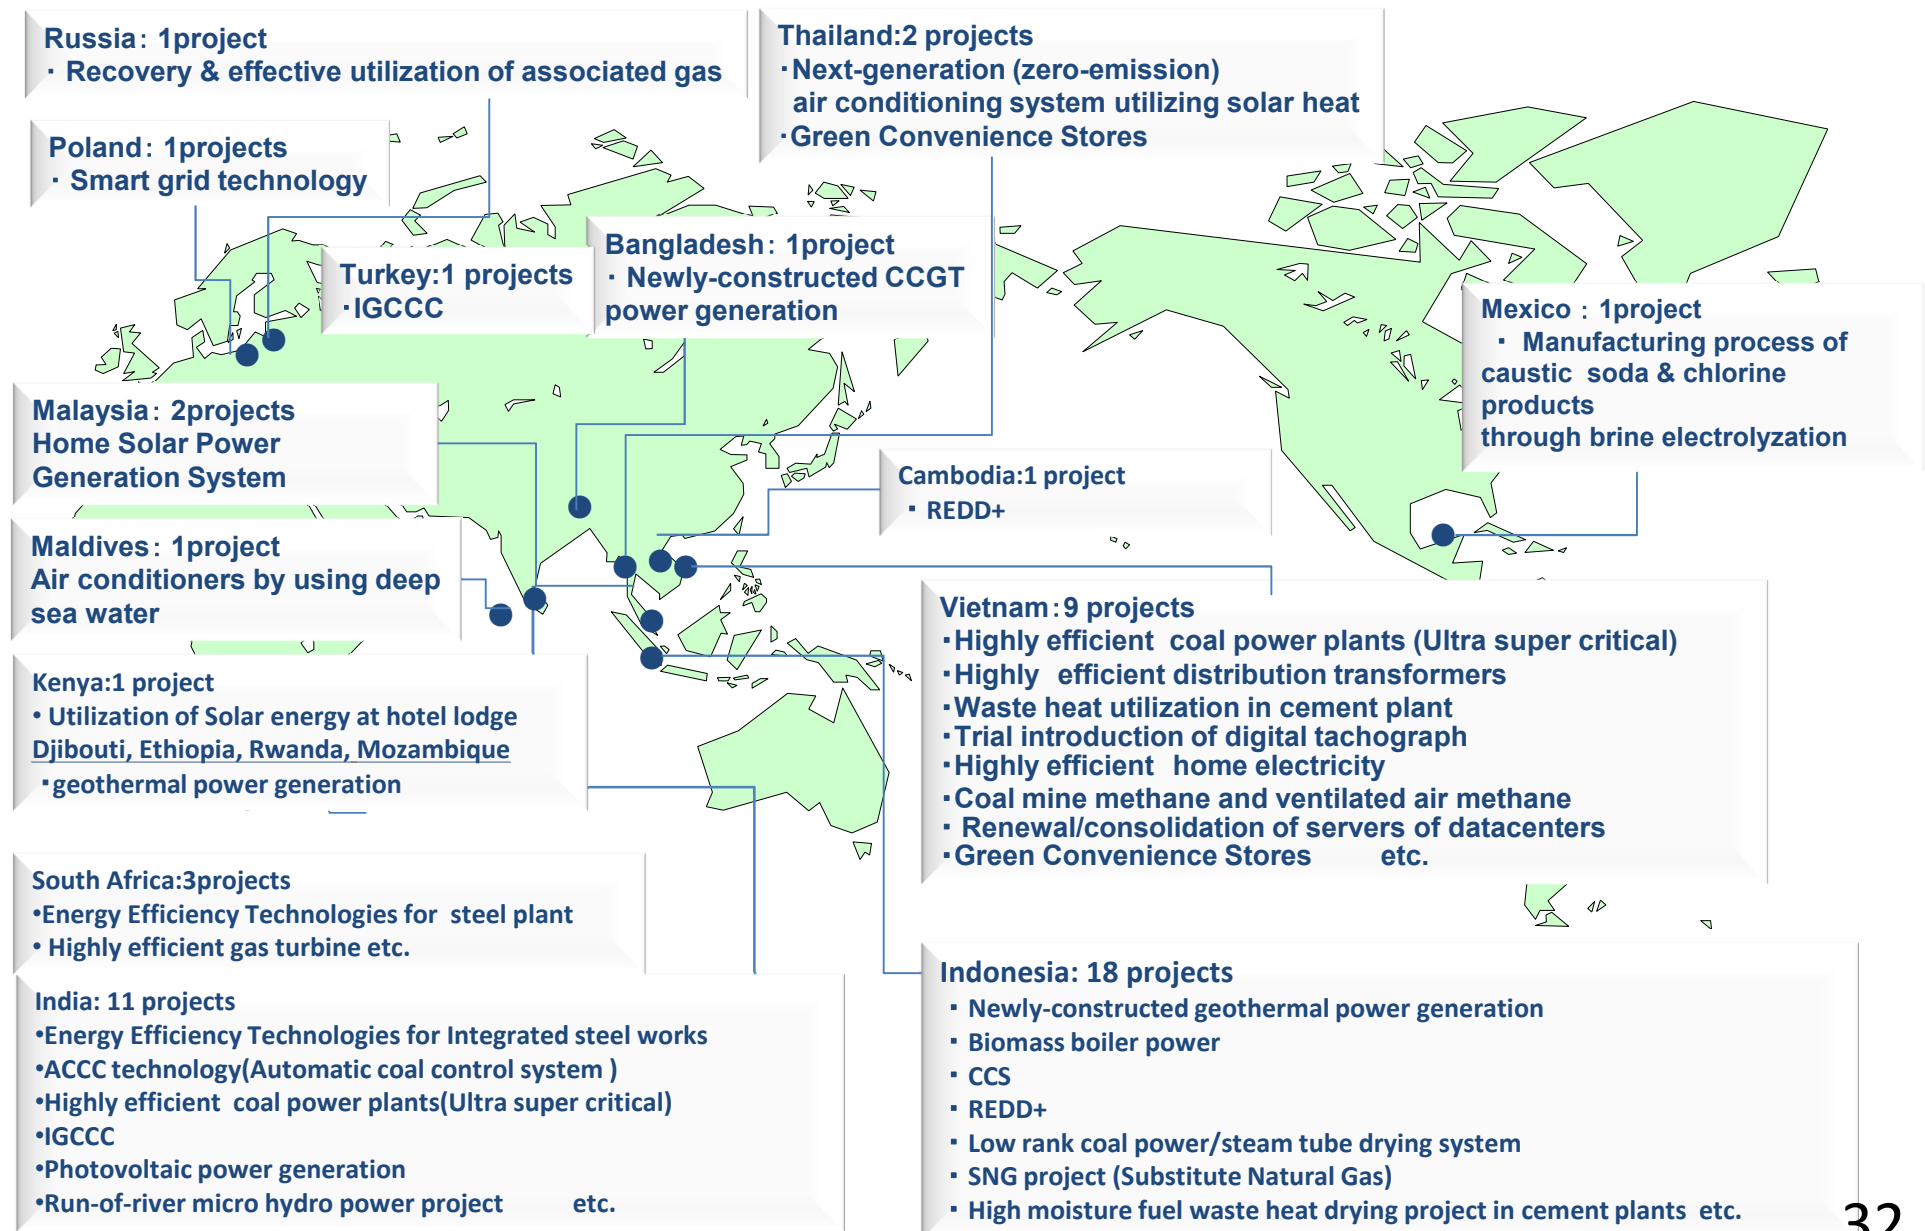 Russia: 1project
・ Recovery & effective utilization of associated gas
Thailand:2 projects
・Next-generation (zero-emission)
air conditioning system utilizing solar heat
・Green Convenience Stores
Poland: 1projects
・ Smart grid technology
Turkey:1 projects
・IGCCC
Bangladesh: 1project
・ Newly-constructed CCGT
power generation
Mexico : 1project
・ Manufacturing process of
caustic soda & chlorine
products
through brine electrolyzation
Malaysia: 2projects
Home Solar Power
Generation System
Cambodia:1 project
・ REDD+
Maldives: 1project
Air conditioners by using deep
sea water
Vietnam:9 projects
・Highly efficient coal power plants (Ultra super critical)
・Highly efficient distribution transformers
・Waste heat utilization in cement plant
・Trial introduction of digital tachograph
・Highly efficient home electricity
・Coal mine methane and ventilated air methane
・ Renewal/consolidation of servers of datacenters
・Green Convenience Stores etc.
Kenya:1 project
• Utilization of Solar energy at hotel lodge
Djibouti, Ethiopia, Rwanda, Mozambique
・geothermal power generation
South Africa:3projects
•Energy Efficiency Technologies for steel plant
• Highly efficient gas turbine etc.
India: 11 projects
•Energy Efficiency Technologies for Integrated steel works
•ACCC technology(Automatic coal control system )
•Highly efficient coal power plants(Ultra super critical)
•IGCCC
•Photovoltaic power generation
•Run-of-river micro hydro power project etc.
Indonesia: 18 projects
・ Newly-constructed geothermal power generation
・ Biomass boiler power
・ CCS
・ REDD+
・ Low rank coal power/steam tube drying system
・ SNG project (Substitute Natural Gas)
・ High moisture fuel waste heat drying project in cement plants etc.
32